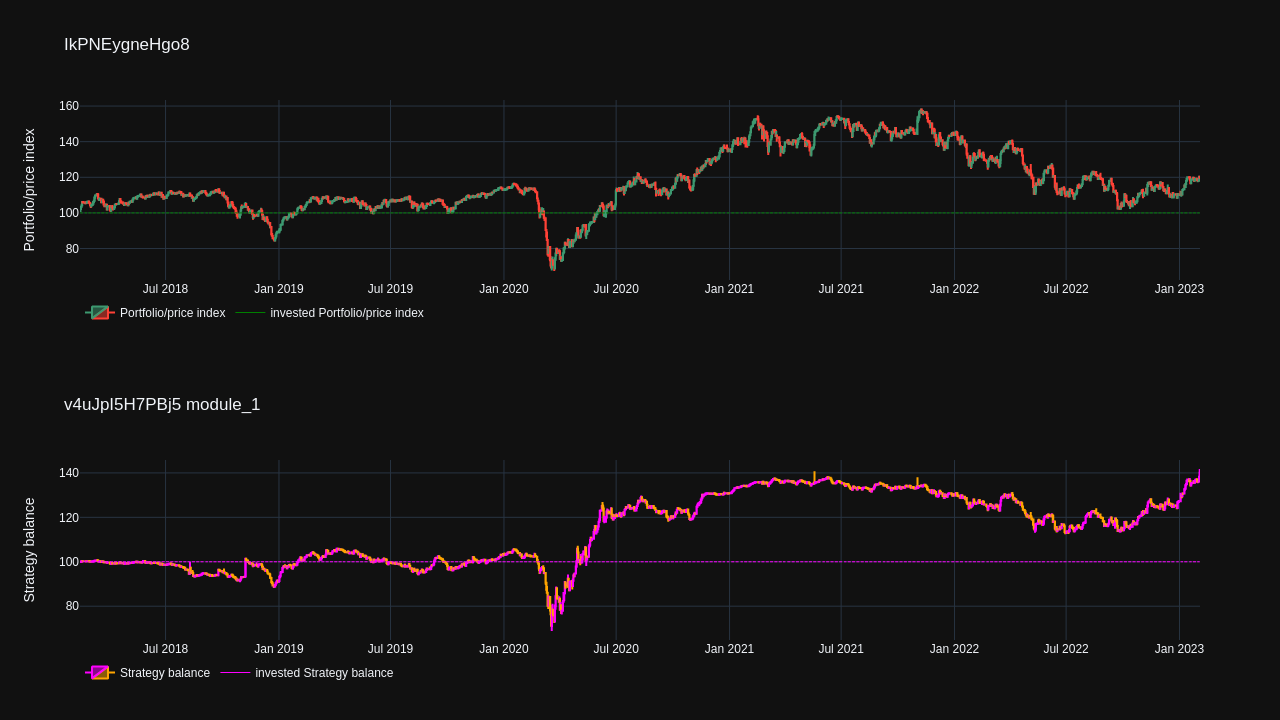 IkPNEygneHgo8
Portfolio/price index
160
140
120
100
80
Jul 2018 Jan 2019 Jul 2019 Jan 2020 Jul 2020 Jan 2021 Jul 2021 Jan 2022 Jul 2022 Jan 2023
Portfolio/price index invested Portfolio/price index
v4uJpI5H7PBj5 module_1
Strategy balance
140
120
100
80
Jul 2018 Jan 2019 Jul 2019 Jan 2020 Jul 2020 Jan 2021 Jul 2021 Jan 2022 Jul 2022 Jan 2023
Strategy balance invested Strategy balance